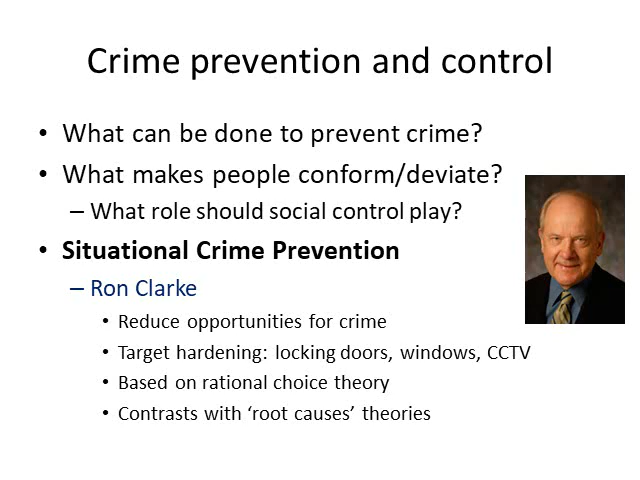 Crime prevention and control
• What can be done to prevent crime?
• What makes people conform/deviate?
– What role should social control play?
• Situational Crime Prevention
– Ron Clarke
• Reduce opportunities for crime
• Target hardening: locking doors, windows, CCTV
• Based on rational choice theory
• Contrasts with ‘root causes’ theories